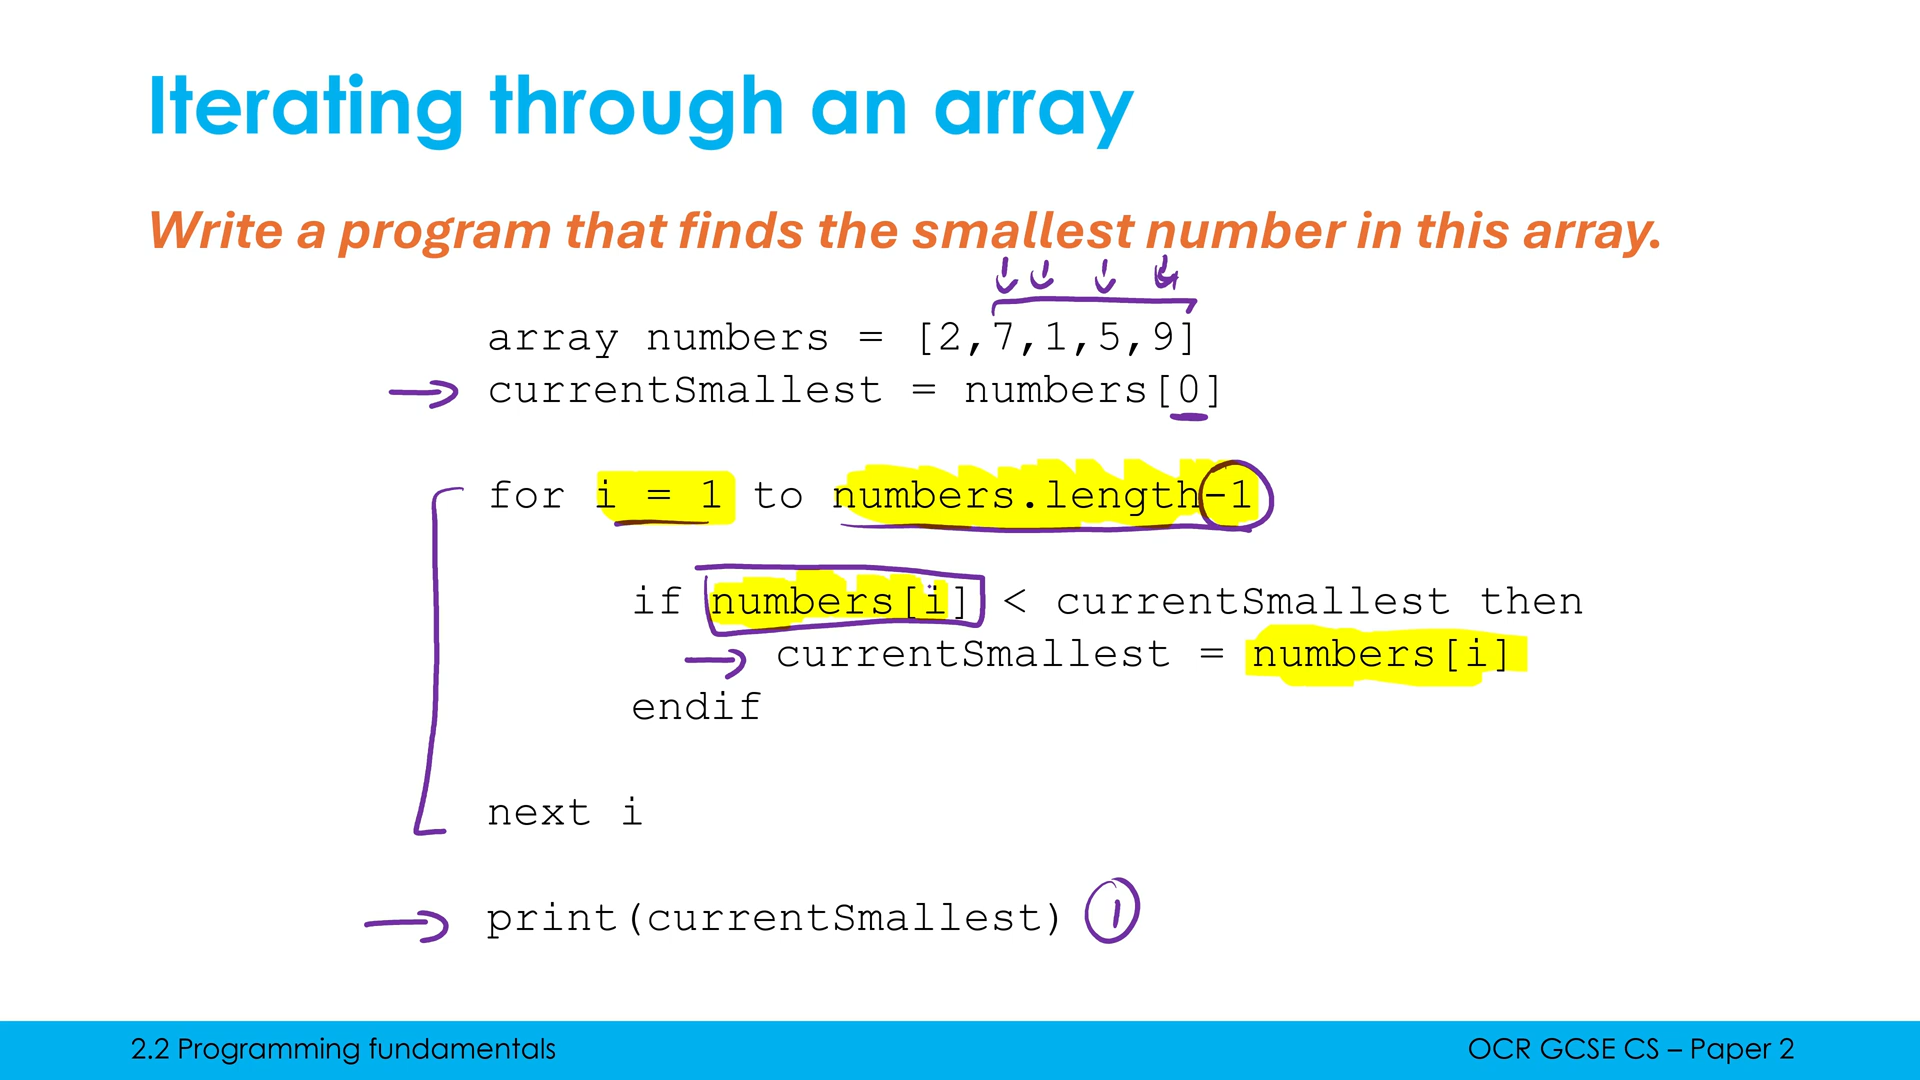 Iterating through an array
Write a program that finds the smallest number in this array.
array numbers = [2,7,1,5,9]
currentSmallest = numbers[0]
for i = 1 to numbers.length-1
if numbers[i] < currentSmallest then
currentSmallest = numbers[i]
endif
next i
print(currentSmallest) 1
2.2 Programming fundamentals
OCR GCSE CS – Paper 2